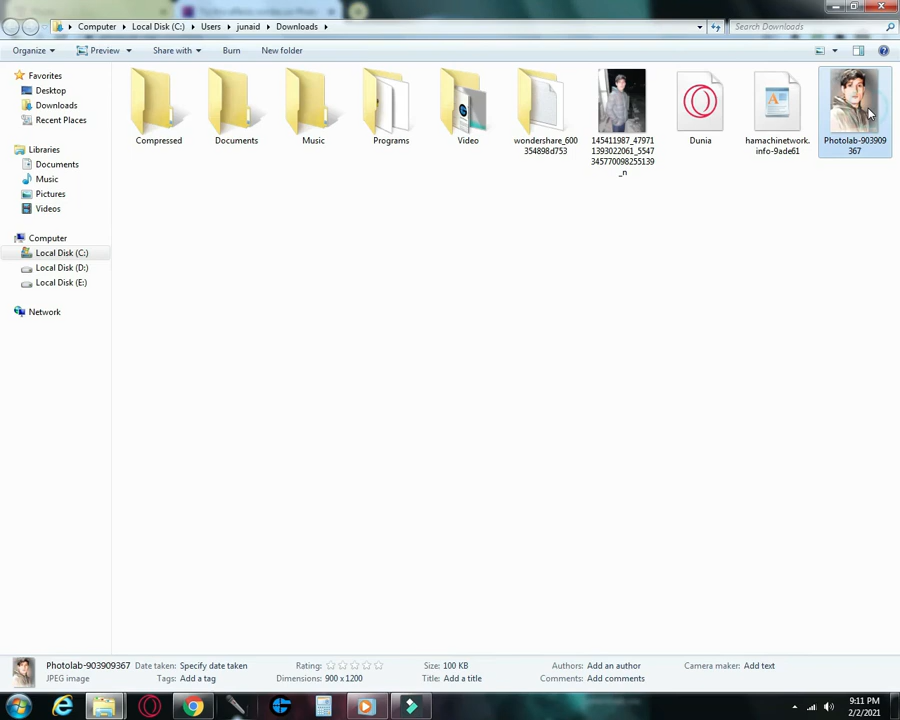 Computer ▸ Local Disk (C:) ▸ Users ▸ junaid ▸ Downloads ▸
Search Downloads
Organize Preview Share with Burn New folder
Favorites
Desktop
Downloads
Recent Places
Libraries
Documents
Music
Pictures
Videos
Computer
Local Disk (C:)
Local Disk (D:)
Local Disk (E:)
Network
Compressed
Documents
Music
Programs
Video
wondershare_600
354898d753
145411987_47971
1393022061_5547
345770098255139
_n
Dunia
hamachinetwork.
info-9ade61
Photolab-903909
367
Photolab-903909367 Date taken: Specify date taken Rating: Size: 100 KB Authors: Add an author Camera maker: Add text
JPEG image Tags: Add a tag Dimensions: 900 x 1200 Title: Add a title Comments: Add comments
9:11 PM
2/2/2021